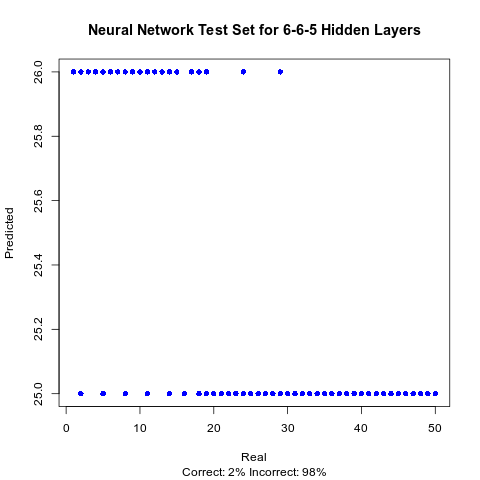 Neural Network Test Set for 6-6-5 Hidden Layers
Predicted
26.0
25.8
25.6
25.4
25.2
25.0
0 10 20 30 40 50
Real
Correct: 2% Incorrect: 98%